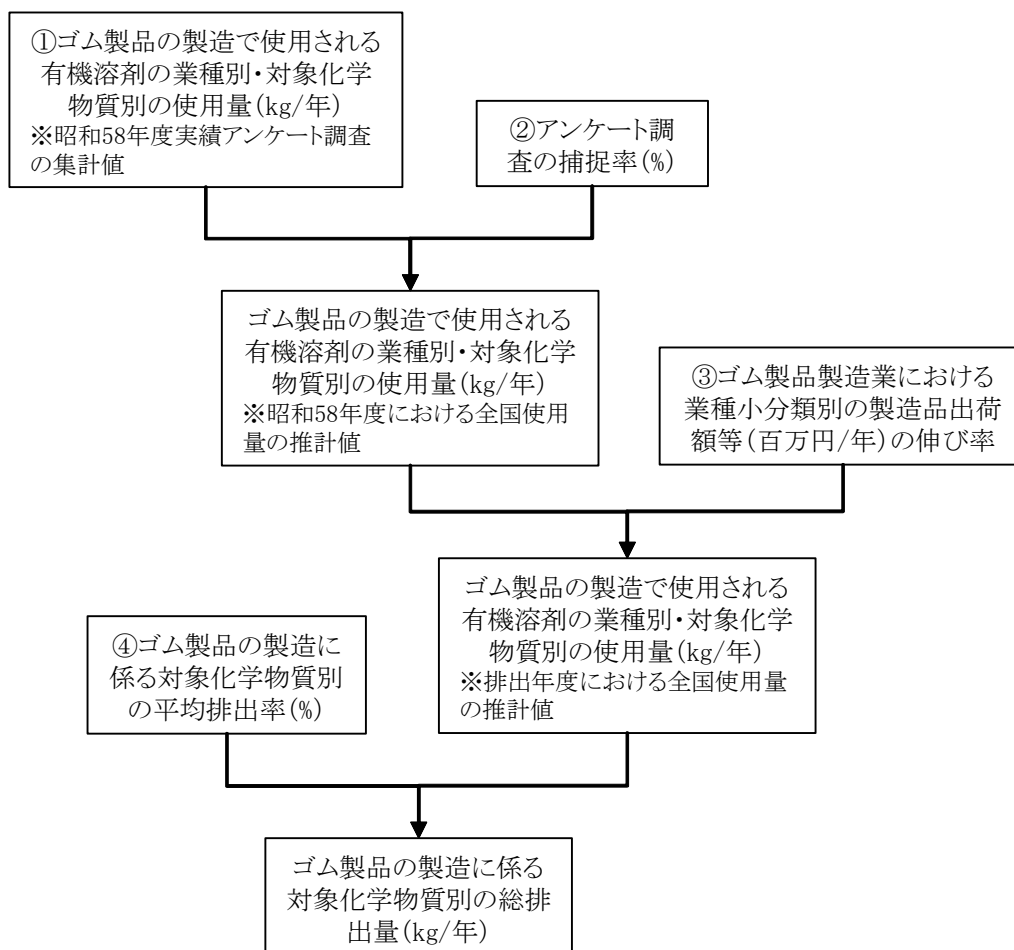 ①ゴム製品の製造で使用される
有機溶剤の業種別・対象化学
物質別の使用量(kg/年)
※昭和58年度実績アンケート調査
の集計値
②アンケート調
査の捕捉率(%)
ゴム製品の製造で使用される
有機溶剤の業種別・対象化学
物質別の使用量(kg/年)
※昭和58年度における全国使用
量の推計値
③ゴム製品製造業における
業種小分類別の製造品出荷
額等(百万円/年)の伸び率
ゴム製品の製造で使用される
有機溶剤の業種別・対象化学
物質別の使用量(kg/年)
※排出年度における全国使用量
の推計値
④ゴム製品の製造に
係る対象化学物質別
の平均排出率(%)
ゴム製品の製造に係る
対象化学物質別の総排
出量(kg/年)